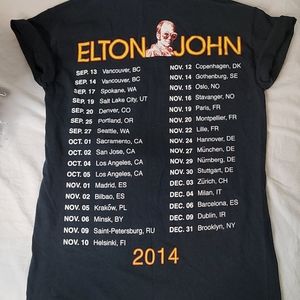 ELTON JOHN
SEP. 13 Vancouver, BC
SEP. 14 Vancouver, BC
SEP. 17 Spokane, WA
SEP. 19 Salt Lake City, UT
SEP. 20 Denver, CO
SEP. 25 Portland, OR
SEP. 27 Seattle, WA
OCT. 01 Sacramento, CA
OCT. 02 San Jose, CA
OCT. 04 Los Angeles, CA
OCT. 05 Los Angeles, CA
NOV. 01 Madrid, ES
NOV. 02 Bilbao, ES
NOV. 05 Kraków, PL
NOV. 06 Minsk, BY
NOV. 09 Saint-Petersburg, RU
NOV. 10 Helsinki, FI
NOV. 12 Copenhagen, DK
NOV. 14 Gothenburg, SE
NOV. 15 Oslo, NO
NOV. 16 Stavanger, NO
NOV. 19 Paris, FR
NOV. 20 Montpellier, FR
NOV. 22 Lille, FR
NOV. 24 Hannover, DE
NOV. 27 München, DE
NOV. 29 Nürnberg, DE
NOV. 30 Stuttgart, DE
DEC. 03 Zürich, CH
DEC. 04 Milan, IT
DEC. 06 Barcelona, ES
DEC. 09 Dublin, IR
DEC. 31 Brooklyn, NY
2014